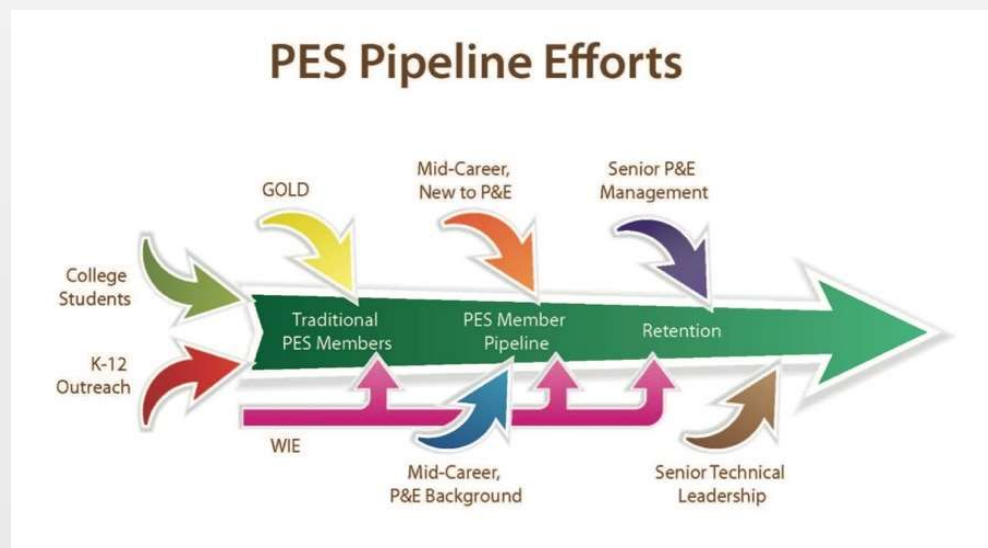 PES Pipeline Efforts
GOLD
Mid-Career,
New to P&E
Senior P&E
Management
College
Students
K-12
Outreach
Traditional
PES Members
PES Member
Pipeline
Retention
WIE
Mid-Career,
P&E Background
Senior Technical
Leadership